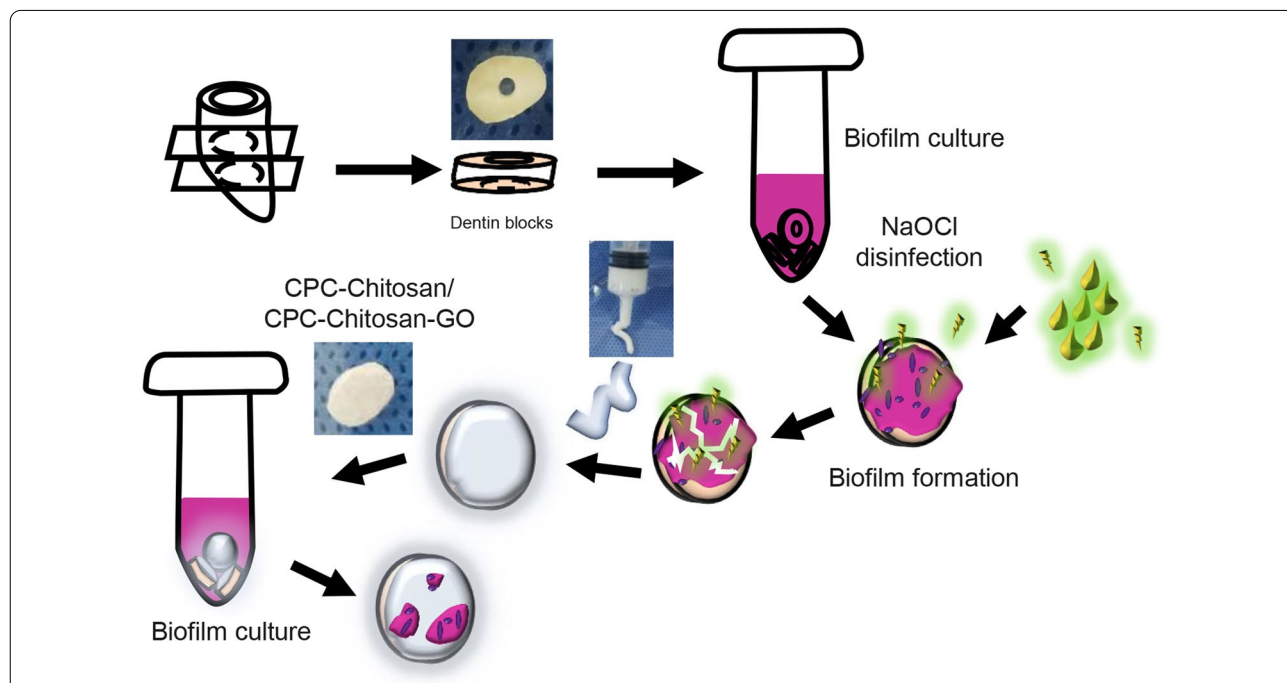 Dentin blocks
Biofilm culture
NaOCl
disinfection
Biofilm formation
CPC-Chitosan/
CPC-Chitosan-GO
Biofilm culture